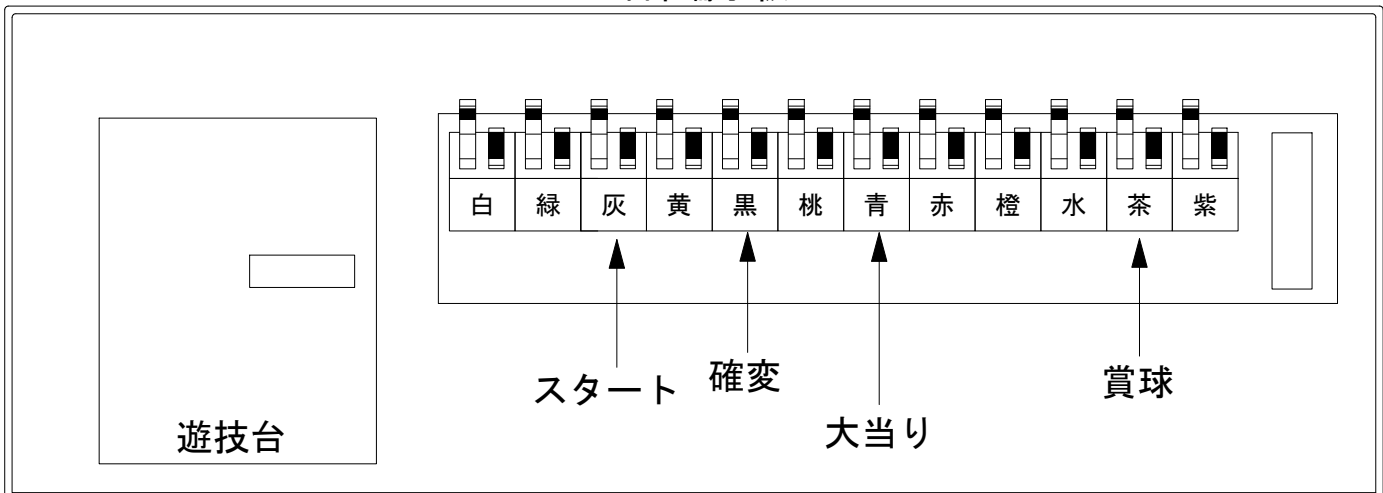 白 緑 灰 黄 黒 桃 青 赤 橙 水 茶 紫
スタート
確変
大当り
賞球
遊技台